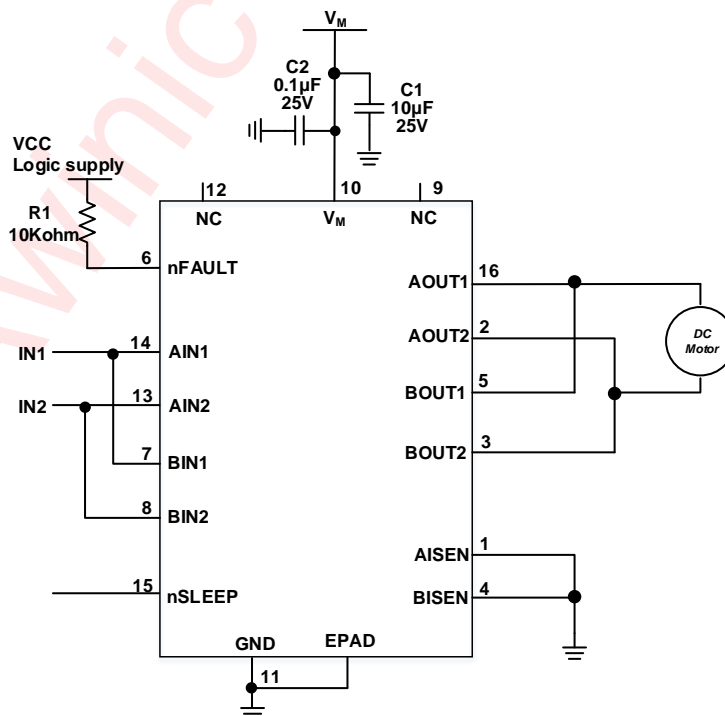 VM
C2
0.1µF
25V
C1
10µF
25V
VCC
Logic supply
R1
10Kohm
12
10
9
NC
VM
NC
6
nFAULT
AOUT1
16
IN1
14
AIN1
AOUT2
2
IN2
13
AIN2
BOUT1
5
DC
Motor
7
BIN1
BOUT2
3
8
BIN2
AISEN
1
15
nSLEEP
BISEN
4
GND
EPAD
11